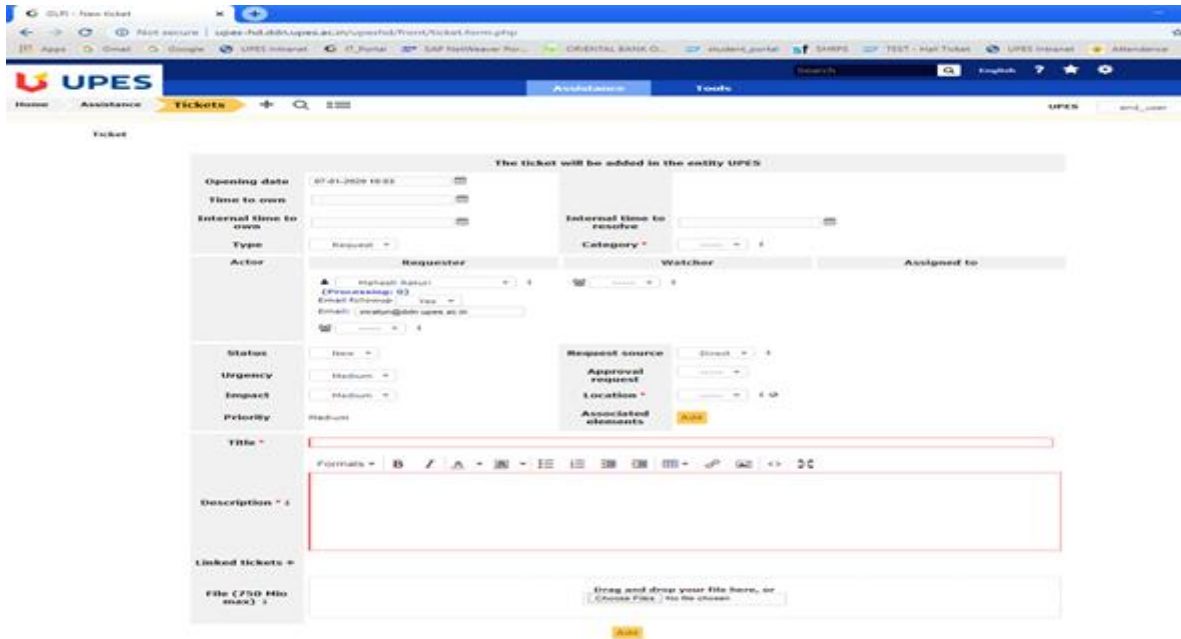 GLPI - New ticket
Not secure | upes-hd.ddn.upes.ac.in/upeshd/front/ticket.form.php
Apps Gmail Google UPES Intranet IT_Portal SAP NetWeaver Por... ORIENTAL BANK O... student_portal SHRPS TEST - Hall Ticket UPES Intranet Attendance
UPES
Search English ?
Assistance Tools
Home Assistance Tickets UPES end_user
Ticket
The ticket will be added in the entity UPES
Opening date 07-01-2020
Time to own
Internal time to own Internal time to resolve
Type Request Category *
Actor Requester Watcher Assigned to
(Processing: 0)
Email followup Yes
Email:
Status New Request source Direct
Urgency Medium Approval request
Impact Medium Location *
Priority Medium Associated elements Add
Title *
Formats B I A A
Description * i
Linked tickets +
File (750 Mio max) i Drag and drop your file here, or
Choose Files No file chosen
Add